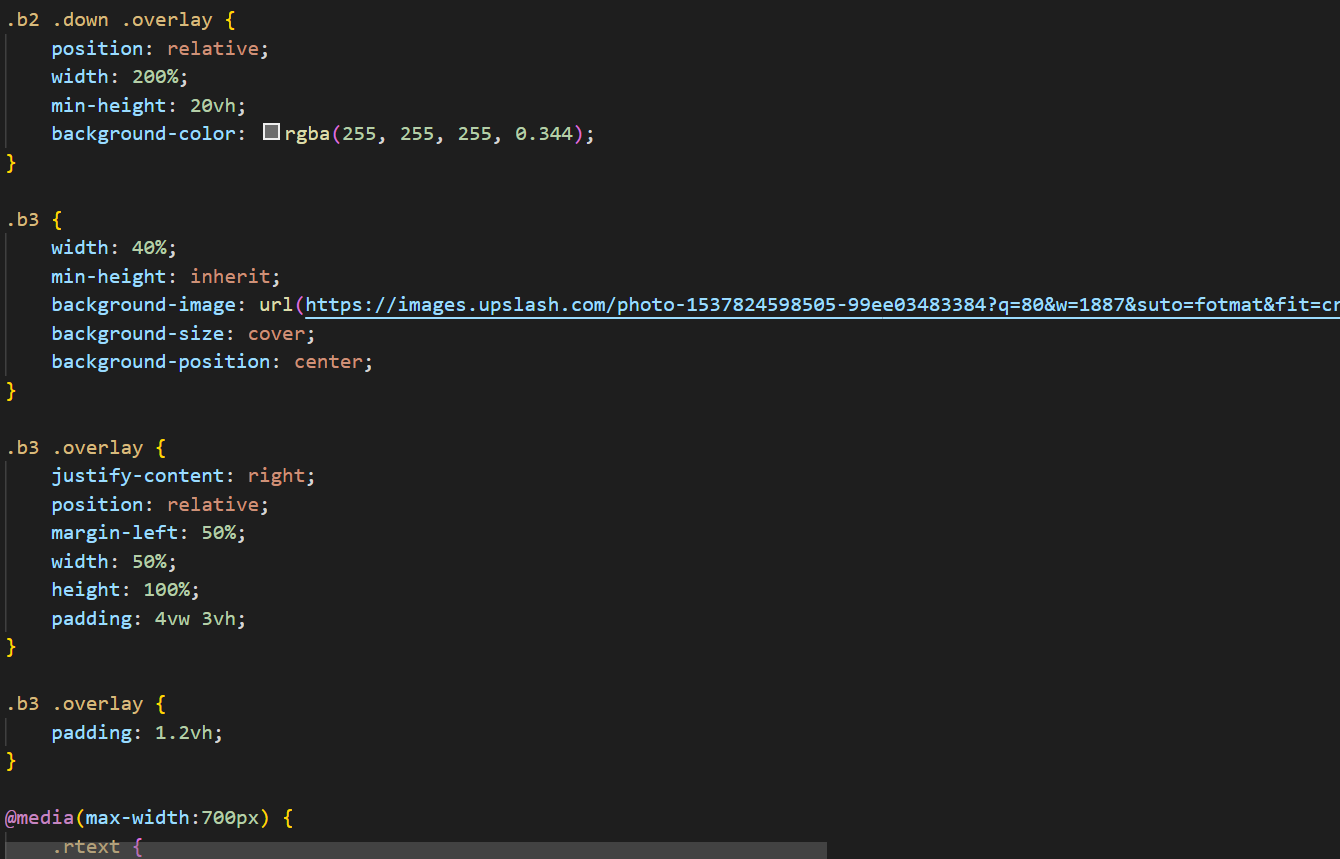 .b2 .down .overlay {
    position: relative;
    width: 200%;
    min-height: 20vh;
    background-color: rgba(255, 255, 255, 0.344);
}

.b3 {
    width: 40%;
    min-height: inherit;
    background-image: url(https://images.upslash.com/photo-1537824598505-99ee03483384?q=80&w=1887&suto=fotmat&fit=cr
    background-size: cover;
    background-position: center;
}

.b3 .overlay {
    justify-content: right;
    position: relative;
    margin-left: 50%;
    width: 50%;
    height: 100%;
    padding: 4vw 3vh;
}

.b3 .overlay {
    padding: 1.2vh;
}

@media(max-width:700px) {
    .rtext {